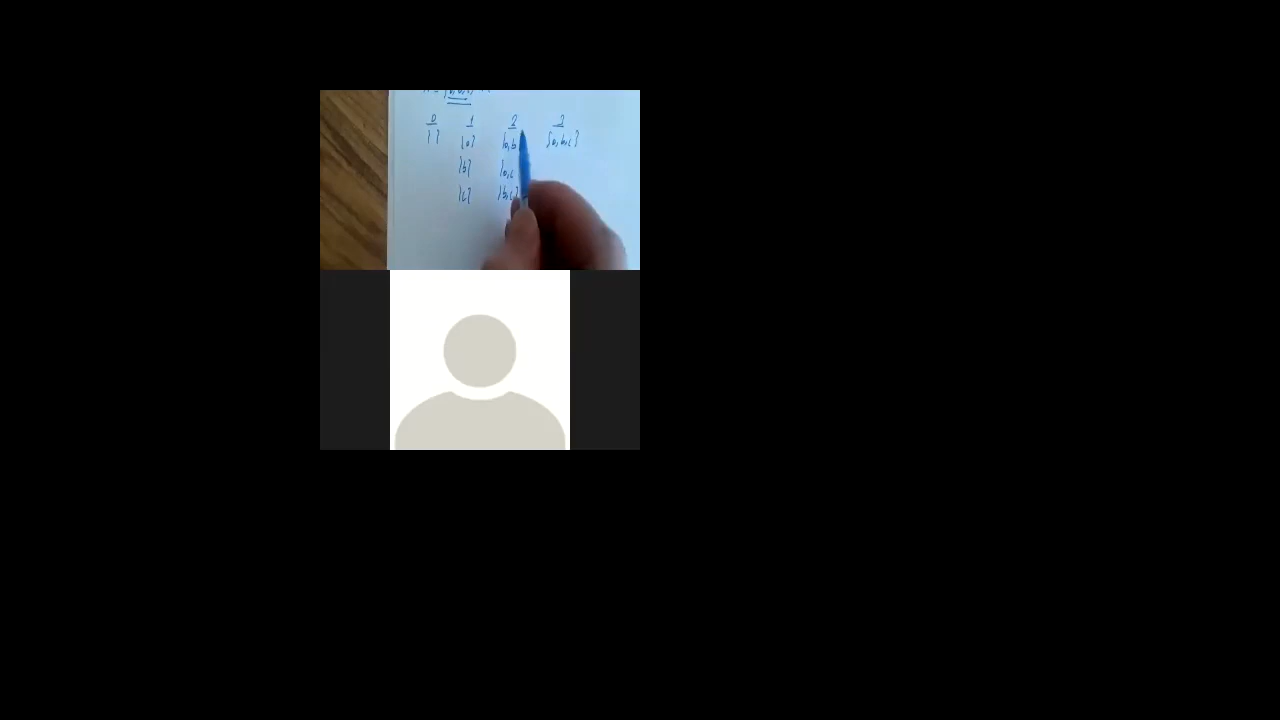 0 1 2 3
{ } {a} {a,b {a,b,c}
{b} {a,c
{c} {b,c}